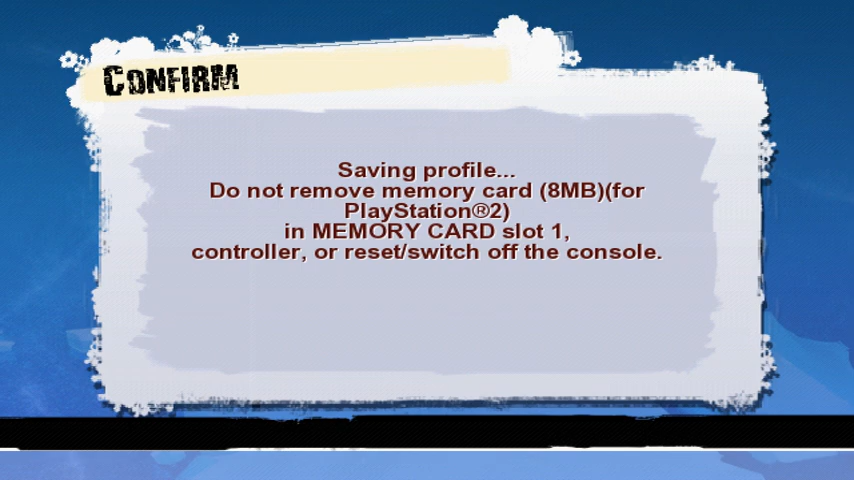 CONFIRM
Saving profile...
Do not remove memory card (8MB)(for
PlayStation®2)
in MEMORY CARD slot 1,
controller, or reset/switch off the console.